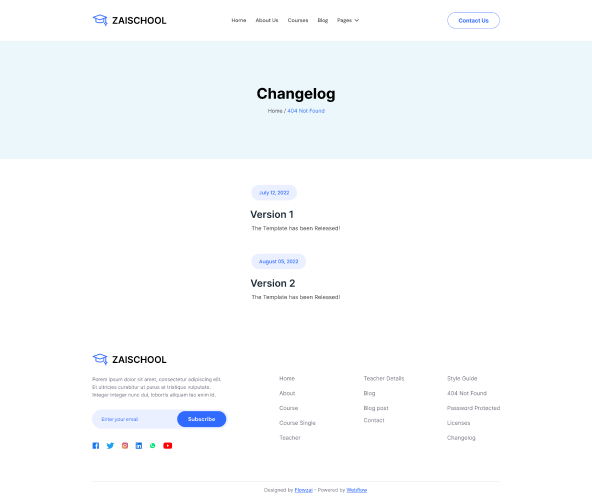 ZAISCHOOL
Home About Us Courses Blog Pages
Contact Us
Changelog
Home / 404 Not Found
July 12, 2022
Version 1
The Template has been Released!
August 05, 2022
Version 2
The Template has been Released!
ZAISCHOOL
Rorem ipsum dolor sit amet, consectetur adipiscing elit.
Et ultricies curabitur ut purus at tristique vulputate.
Integer integer nunc dui, lobortis aliquam leo enim id.
Enter your email
Subscribe
Home
About
Course
Course Single
Teacher
Teacher Details
Blog
Blog post
Contact
Style Guide
404 Not Found
Password Protected
Licenses
Changelog
Designed by Flowzai - Powered by Webflow